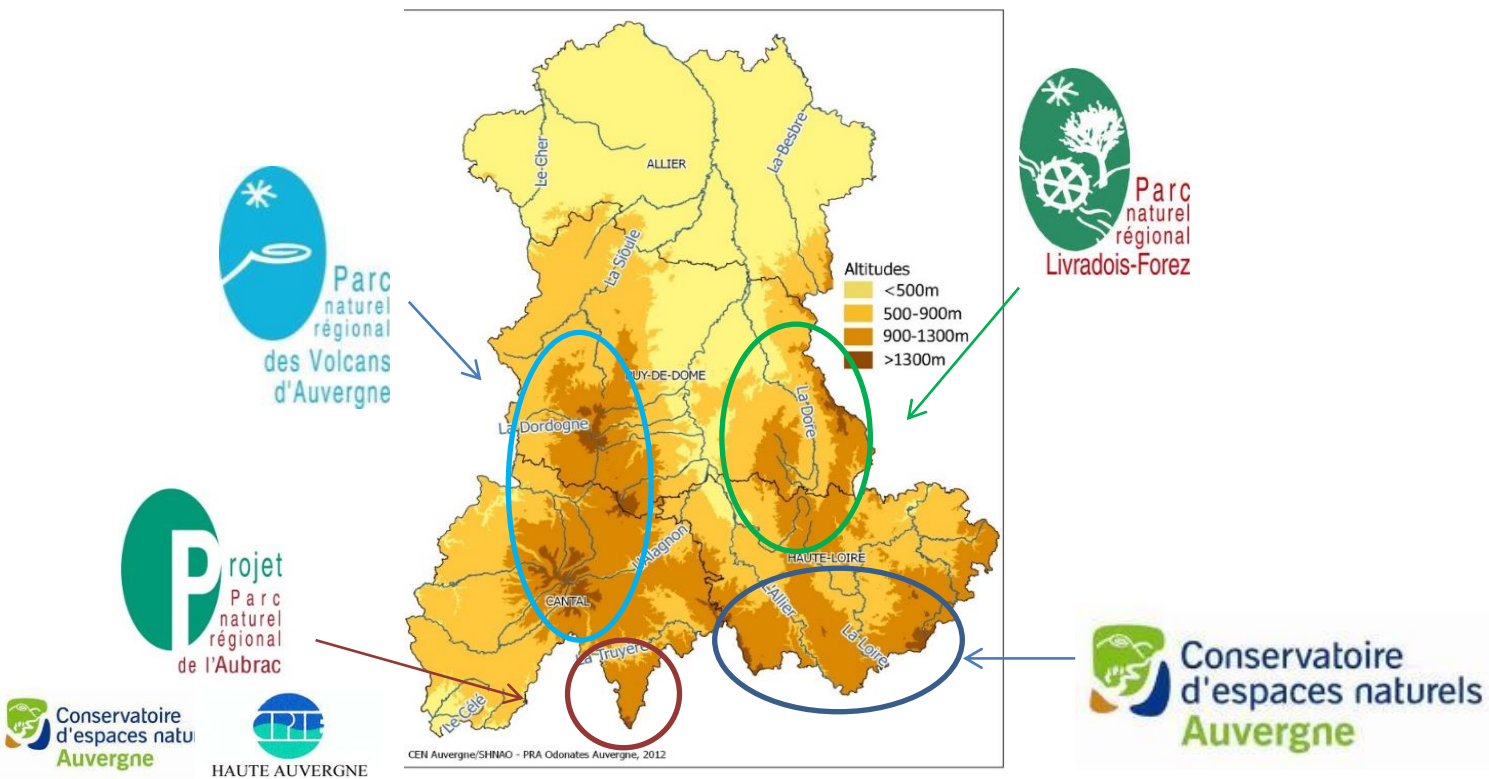 Parc
naturel
régional
des Volcans
d'Auvergne
Projet
Parc
naturel
régional
de l'Aubrac
Conservatoire
d'espaces natu
Auvergne
CPIE
HAUTE AUVERGNE
Le Cher
ALLIER
La Besbre
La Sioule
PUY-DE-DOME
La Dordogne
La Dore
L'Alagnon
HAUTE-LOIRE
CANTAL
L'Allier
La Loire
La Truyère
Le Célé
Altitudes
<500m
500-900m
900-1300m
>1300m
CEN Auvergne/SHNAO - PRA Odonates Auvergne, 2012
Parc
naturel
régional
Livradois-Forez
Conservatoire
d'espaces naturels
Auvergne